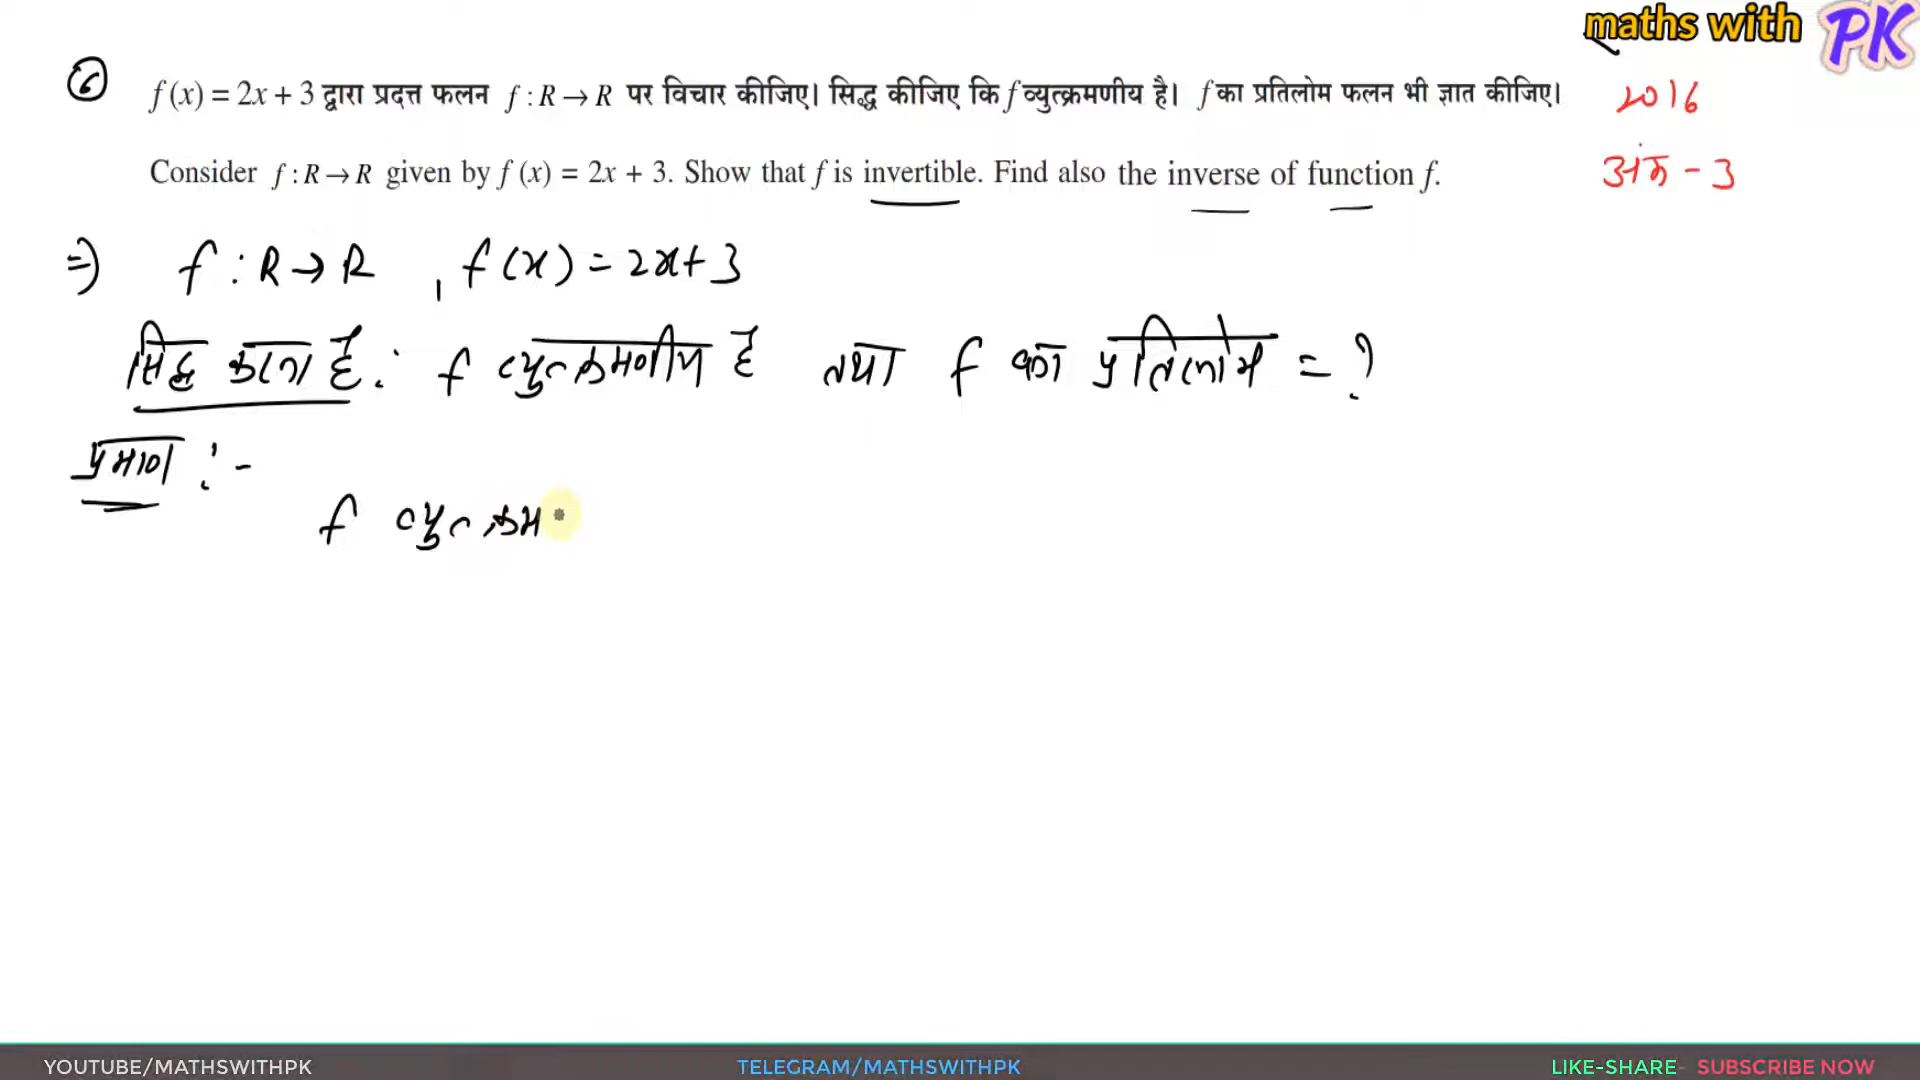 maths with PK
6 f(x) = 2x + 3 द्वारा प्रदत्त फलन f : R → R पर विचार कीजिए। सिद्ध कीजिए कि f व्युत्क्रमणीय है। f का प्रतिलोम फलन भी ज्ञात कीजिए। 2016
Consider f : R → R given by f (x) = 2x + 3. Show that f is invertible. Find also the inverse of function f. अंक - 3
⇒ f : R → R , f(x) = 2x+3
सिद्ध करना है : f व्युत्क्रमणीय है तथा f का प्रतिलोम = ?
प्रमाण :-
f व्युत्क्रम
YOUTUBE/MATHSWITHPK TELEGRAM/MATHSWITHPK LIKE-SHARE- SUBSCRIBE NOW